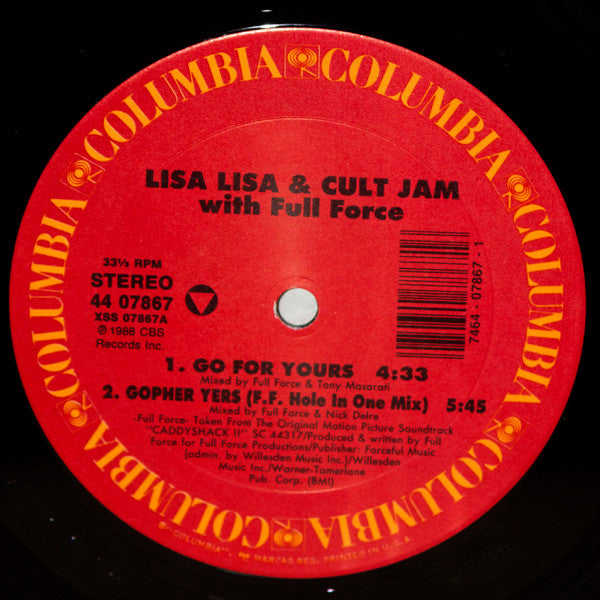 COLUMBIA COLUMBIA COLUMBIA COLUMBIA COLUMBIA COLUMBIA
LISA LISA & CULT JAM
with Full Force
33⅓ RPM
STEREO
44 07867
XSS 07867A
Ⓟ 1988 CBS
Records Inc.
7464 - 07867 - 1
1. GO FOR YOURS 4:33
Mixed by Full Force & Tony Masarati
2. GOPHER YERS (F.F. Hole In One Mix) 5:45
Mixed by Full Force & Nick Delre
-Full Force- Taken From The Original Motion Picture Soundtrack
"CADDYSHACK II" SC 44317/Produced & written by Full
Force for Full Force Productions/Publisher: Forceful Music
(admin. by Willesden Music Inc.)/Willesden
Music Inc./Warner-Tamerlane
Pub. Corp. (BMI)
®-"COLUMBIA", MARCAS REG. PRINTED IN U.S.A.